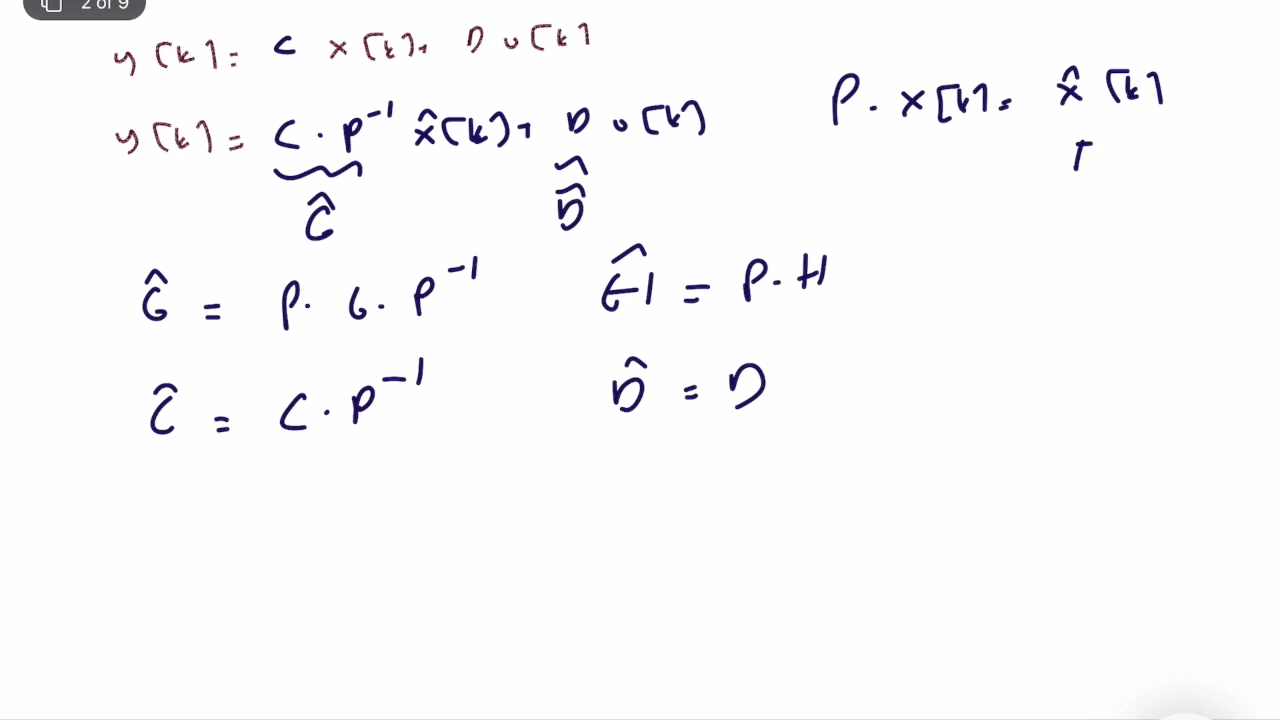 2 of 9
y[k] = C x[k] + D u[k]
P · x[k] = x̂[k]
y[k] = C · P⁻¹ x̂[k] + D u[k]
Ĉ D̂
Ĝ = P · G · P⁻¹ Ĥ = P · H
Ĉ = C · P⁻¹ D̂ = D